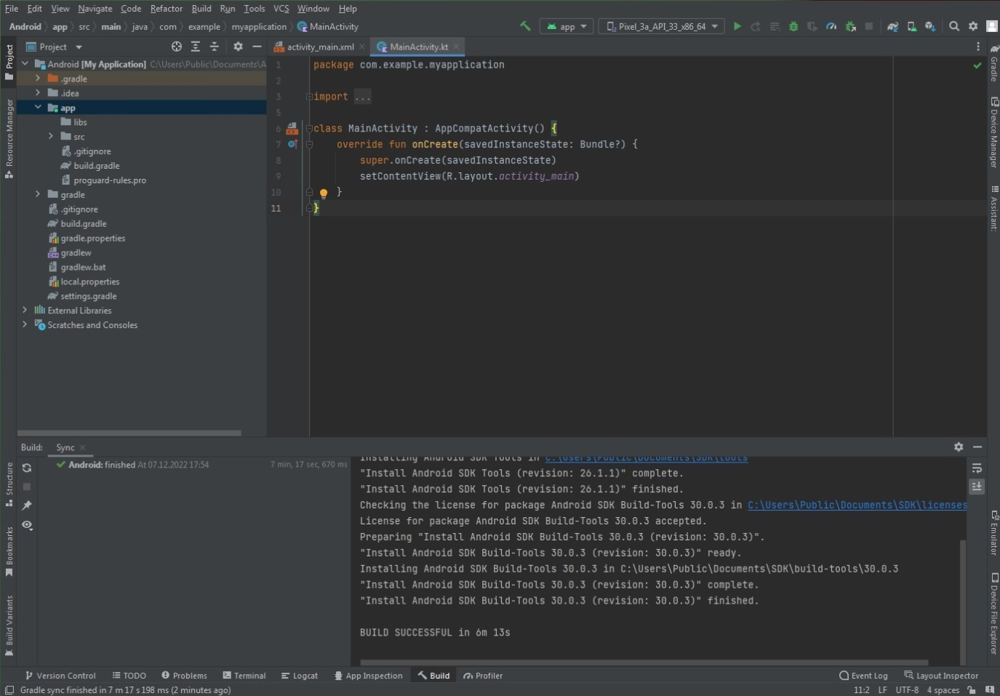 File Edit View Navigate Code Refactor Build Run Tools VCS Window Help
Android app src main java com example myapplication MainActivity
app Pixel_3a_API_33_x86_64
Project
Resource Manager
Structure
Bookmarks
Build Variants
Project
Android [My Application] C:\Users\Public\Documents\A
.gradle
.idea
app
libs
src
.gitignore
build.gradle
proguard-rules.pro
gradle
.gitignore
build.gradle
gradle.properties
gradlew
gradlew.bat
local.properties
settings.gradle
External Libraries
Scratches and Consoles
activity_main.xml MainActivity.kt
1 package com.example.myapplication
2
3 import ...
5
6 class MainActivity : AppCompatActivity() {
7 override fun onCreate(savedInstanceState: Bundle?) {
8 super.onCreate(savedInstanceState)
9 setContentView(R.layout.activity_main)
10 }
11 }
Gradle
Device Manager
Assistant:
Emulator
Device File Explorer
Build: Sync
Android: finished At 07.12.2022 17:54 7 min, 17 sec, 670 ms
Installing Android SDK Tools in C:\Users\Public\Documents\SDK\tools
"Install Android SDK Tools (revision: 26.1.1)" complete.
"Install Android SDK Tools (revision: 26.1.1)" finished.
Checking the license for package Android SDK Build-Tools 30.0.3 in C:\Users\Public\Documents\SDK\licenses
License for package Android SDK Build-Tools 30.0.3 accepted.
Preparing "Install Android SDK Build-Tools 30.0.3 (revision: 30.0.3)".
"Install Android SDK Build-Tools 30.0.3 (revision: 30.0.3)" ready.
Installing Android SDK Build-Tools 30.0.3 in C:\Users\Public\Documents\SDK\build-tools\30.0.3
"Install Android SDK Build-Tools 30.0.3 (revision: 30.0.3)" complete.
"Install Android SDK Build-Tools 30.0.3 (revision: 30.0.3)" finished.
BUILD SUCCESSFUL in 6m 13s
Version Control TODO Problems Terminal Logcat App Inspection Build Profiler Event Log Layout Inspector
Gradle sync finished in 7 m 17 s 198 ms (2 minutes ago) 11:2 LF UTF-8 4 spaces